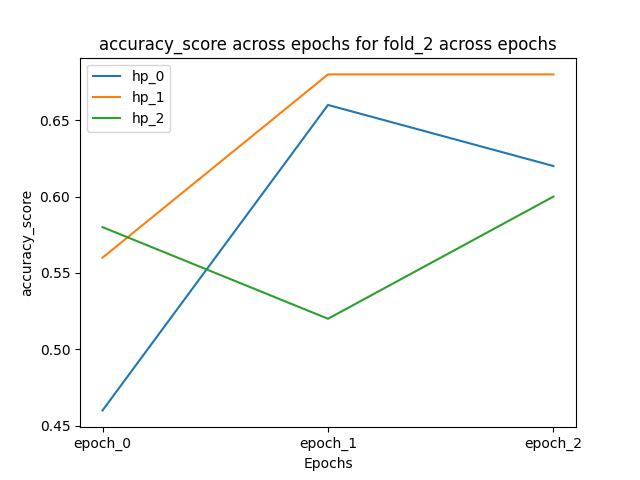 accuracy_score across epochs for fold_2 across epochs
hp_0
hp_1
hp_2
accuracy_score
0.65
0.60
0.55
0.50
0.45
epoch_0 epoch_1 epoch_2
Epochs